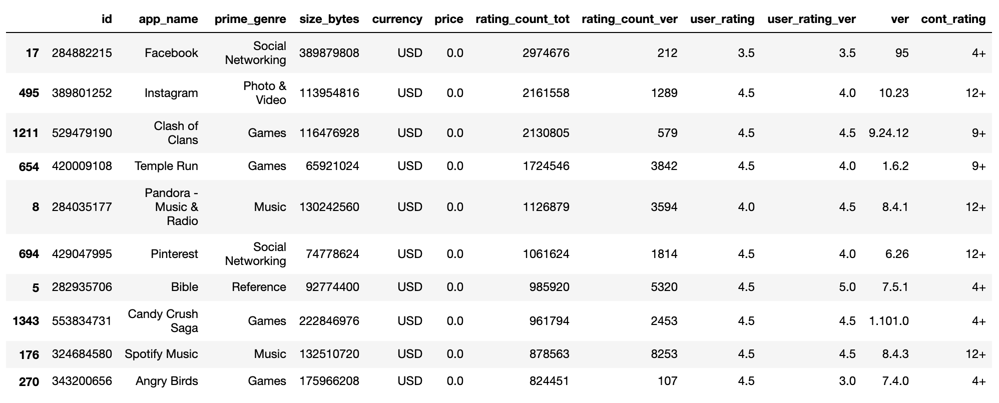 id app_name prime_genre size_bytes currency price rating_count_tot rating_count_ver user_rating user_rating_ver ver cont_rating
17 284882215 Facebook Social Networking 389879808 USD 0.0 2974676 212 3.5 3.5 95 4+
495 389801252 Instagram Photo & Video 113954816 USD 0.0 2161558 1289 4.5 4.0 10.23 12+
1211 529479190 Clash of Clans Games 116476928 USD 0.0 2130805 579 4.5 4.5 9.24.12 9+
654 420009108 Temple Run Games 65921024 USD 0.0 1724546 3842 4.5 4.0 1.6.2 9+
8 284035177 Pandora - Music & Radio Music 130242560 USD 0.0 1126879 3594 4.0 4.5 8.4.1 12+
694 429047995 Pinterest Social Networking 74778624 USD 0.0 1061624 1814 4.5 4.0 6.26 12+
5 282935706 Bible Reference 92774400 USD 0.0 985920 5320 4.5 5.0 7.5.1 4+
1343 553834731 Candy Crush Saga Games 222846976 USD 0.0 961794 2453 4.5 4.5 1.101.0 4+
176 324684580 Spotify Music Music 132510720 USD 0.0 878563 8253 4.5 4.5 8.4.3 12+
270 343200656 Angry Birds Games 175966208 USD 0.0 824451 107 4.5 3.0 7.4.0 4+